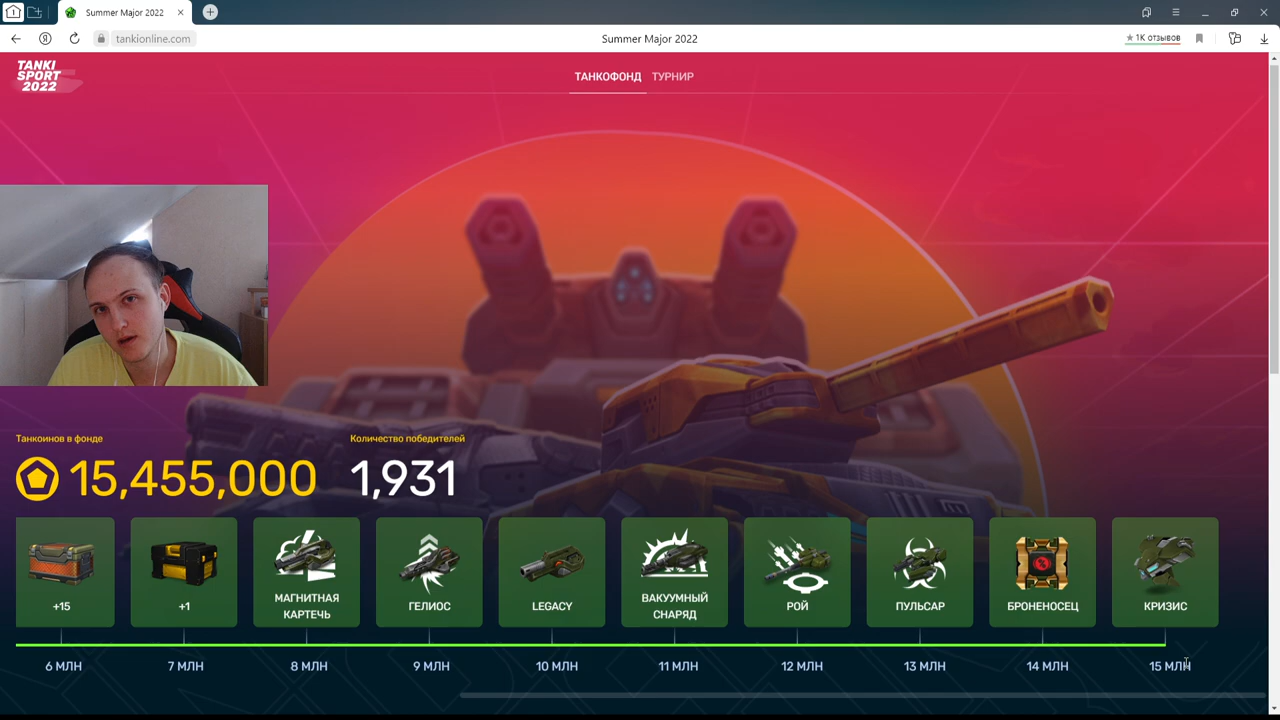 Summer Major 2022
tankionline.com
Summer Major 2022
★ 1K отзывов
TANKI
SPORT
2022
ТАНКОФОНД ТУРНИР
Танкоинов в фонде
Количество победителей
15,455,000
1,931
+15
+1
МАГНИТНАЯ
КАРТЕЧЬ
ГЕЛИОС
LEGACY
ВАКУУМНЫЙ
СНАРЯД
РОЙ
ПУЛЬСАР
БРОНЕНОСЕЦ
КРИЗИС
6 МЛН
7 МЛН
8 МЛН
9 МЛН
10 МЛН
11 МЛН
12 МЛН
13 МЛН
14 МЛН
15 МЛН